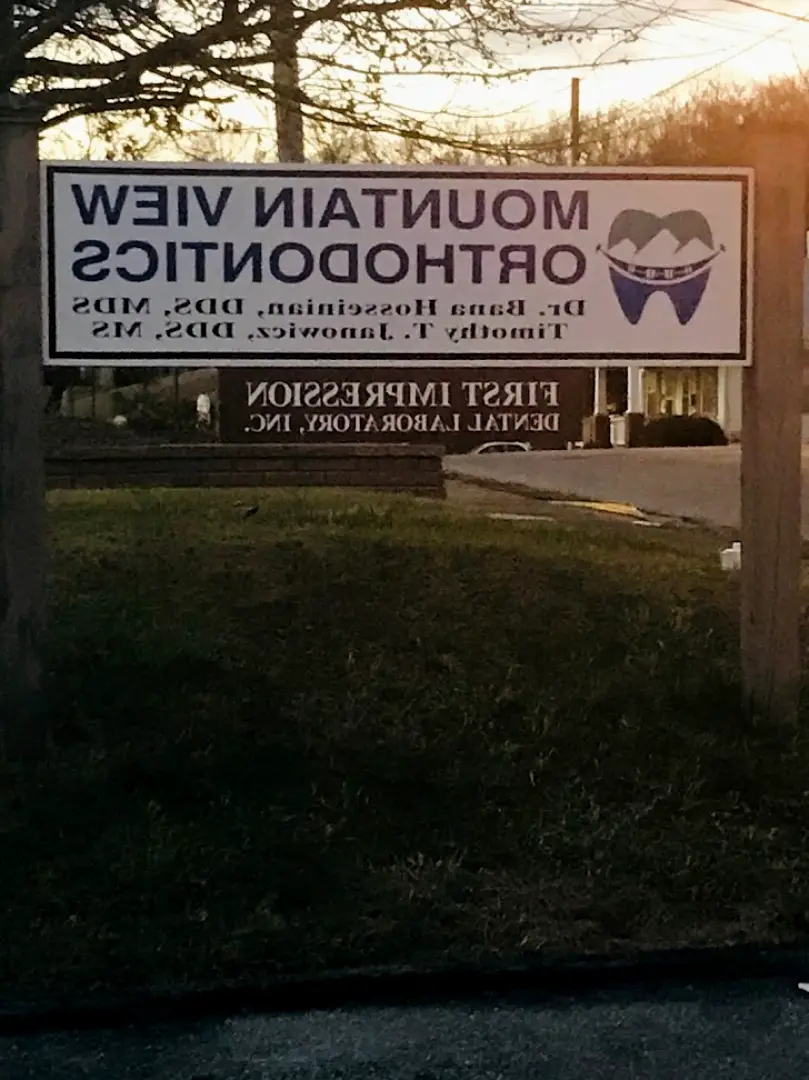 MOUNTAIN VIEW
ORTHODONTICS
Dr. Bana Hosseinian, DDS, MDS
Timothy T. Janowicz, DDS, MS
FIRST IMPRESSION
DENTAL LABORATORY, INC.